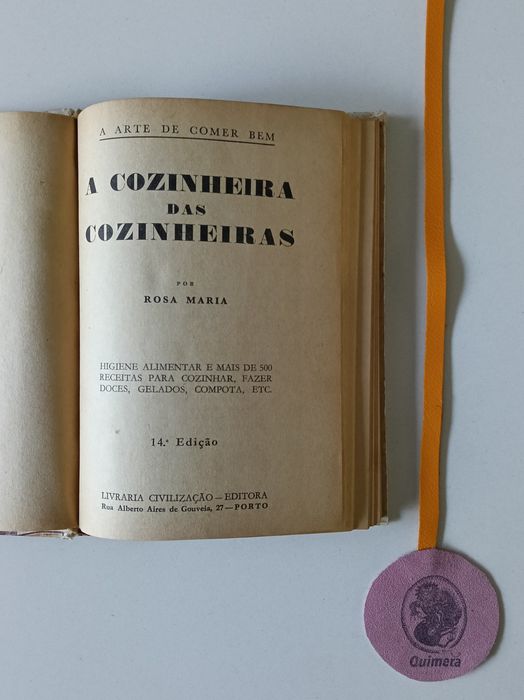 A ARTE DE COMER BEM
A COZINHEIRA
DAS
COZINHEIRAS
POR
ROSA MARIA
HIGIENE ALIMENTAR E MAIS DE 500
RECEITAS PARA COZINHAR, FAZER
DOCES, GELADOS, COMPOTA, ETC.
14.ª Edição
LIVRARIA CIVILIZAÇÃO — EDITORA
Rua Alberto Aires de Gouveia, 27 — PORTO
Quimera